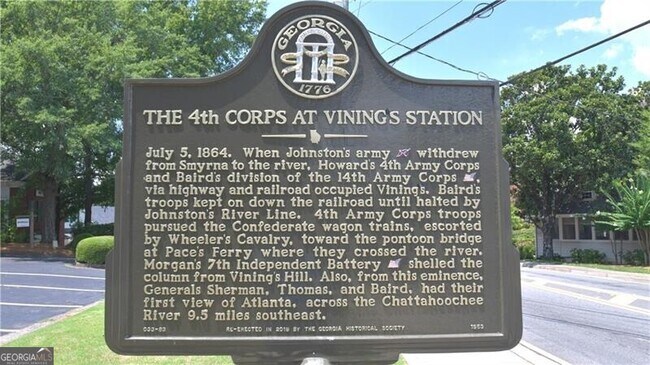 GEORGIA
1776
THE 4th CORPS AT VININGS STATION
July 5, 1864. When Johnston's army withdrew
from Smyrna to the river, Howard's 4th Army Corps
and Baird's division of the 14th Army Corps
via highway and railroad occupied Vinings. Baird's
troops kept on down the railroad until halted by
Johnston's River Line. 4th Army Corps troops
pursued the Confederate wagon trains, escorted
by Wheeler's Cavalry, toward the pontoon bridge
at Pace's Ferry where they crossed the river.
Morgan's 7th Independent Battery shelled the
column from Vining's Hill. Also, from this eminence,
Generals Sherman, Thomas, and Baird, had their
first view of Atlanta, across the Chattahoochee
River 9.5 miles southeast.
RE-ERECTED IN 2019 BY THE GEORGIA HISTORICAL SOCIETY
GEORGIAMLS